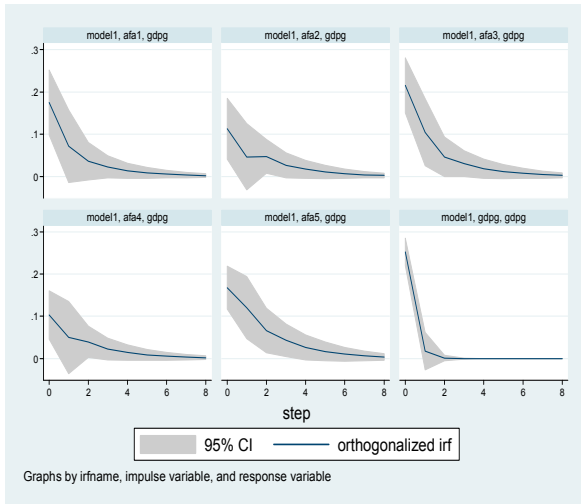 model1, afa1, gdpg
model1, afa2, gdpg
model1, afa3, gdpg
.3
.2
.1
0
model1, afa4, gdpg
model1, afa5, gdpg
model1, gdpg, gdpg
.3
.2
.1
0
0 2 4 6 8
0 2 4 6 8
0 2 4 6 8
step
95% CI
orthogonalized irf
Graphs by irfname, impulse variable, and response variable